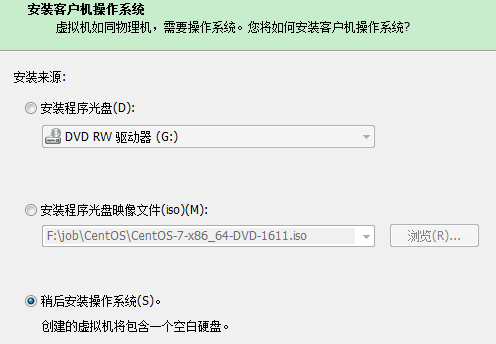 安装客户机操作系统
虚拟机如同物理机，需要操作系统。您将如何安装客户机操作系统?
安装来源:
安装程序光盘(D):
DVD RW 驱动器 (G:)
安装程序光盘映像文件(iso)(M):
F:\job\CentOS\CentOS-7-x86_64-DVD-1611.iso
浏览(R)...
稍后安装操作系统(S)。
创建的虚拟机将包含一个空白硬盘。